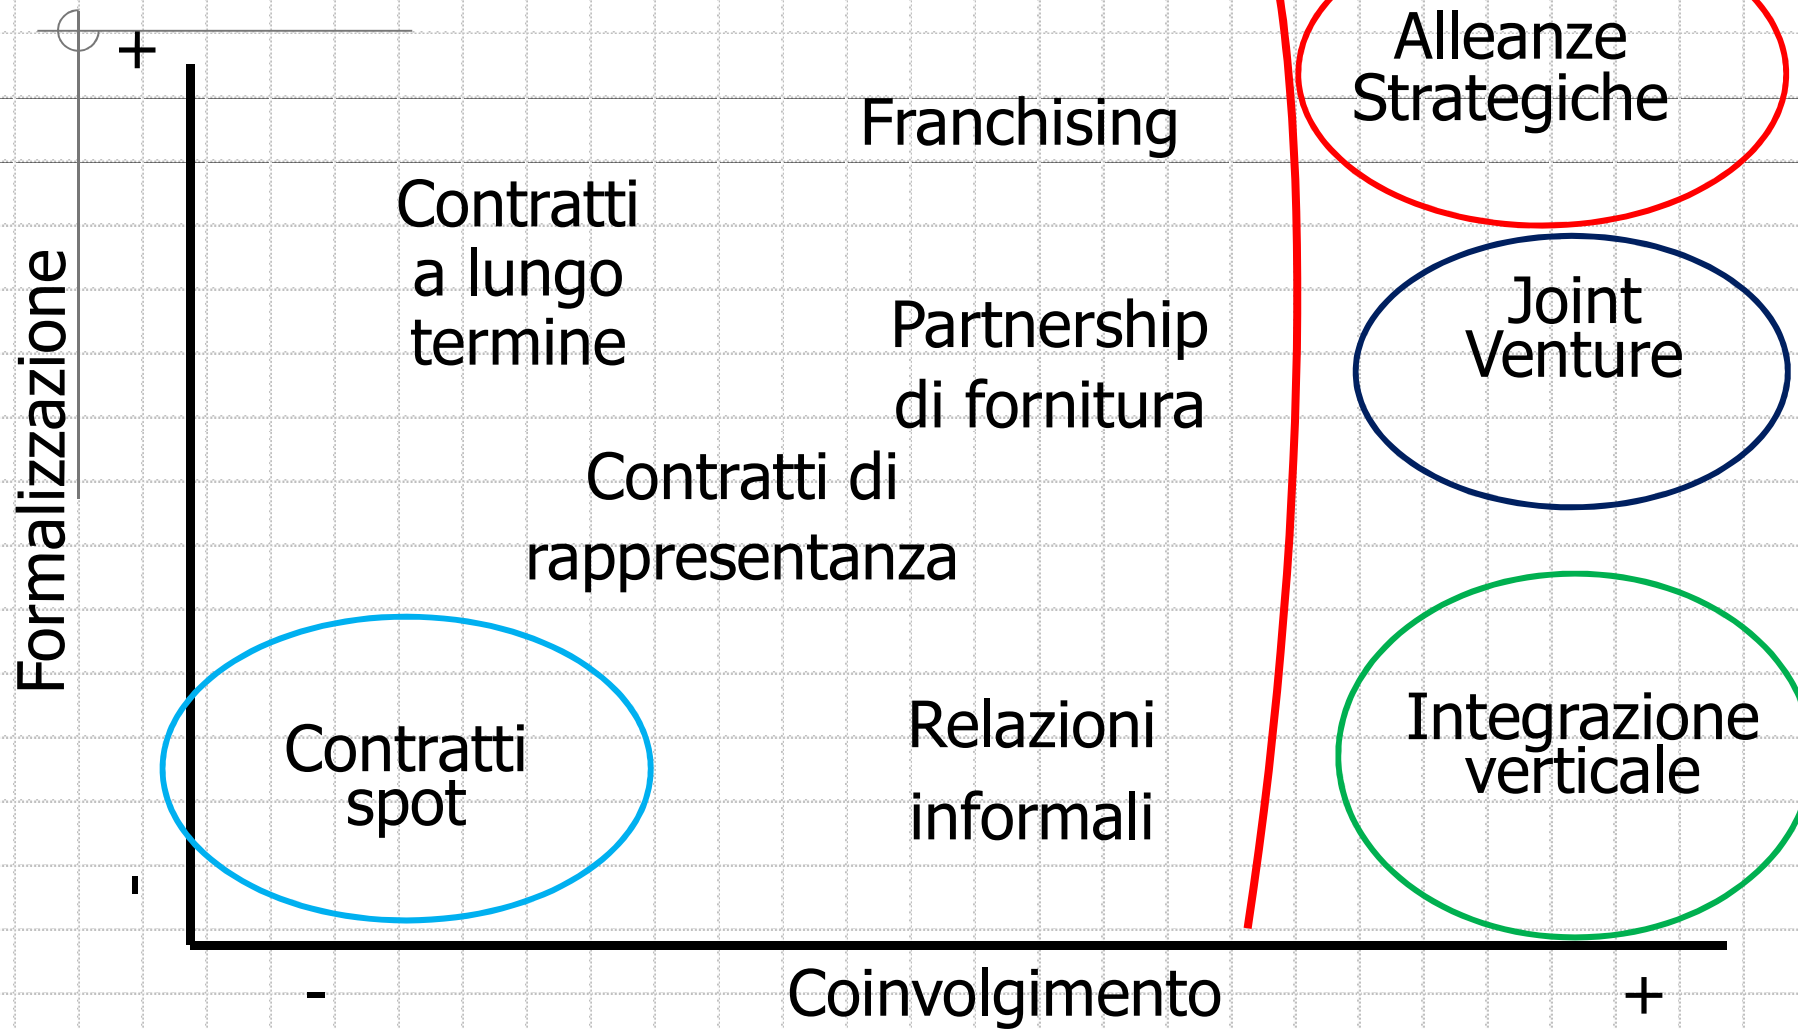 +
Alleanze
Strategiche
Franchising
Contratti
a lungo
termine
Formalizzazione
Joint
Venture
Partnership
di fornitura
Contratti di
rappresentanza
Contratti
spot
Relazioni
informali
Integrazione
verticale
-
-
Coinvolgimento
+